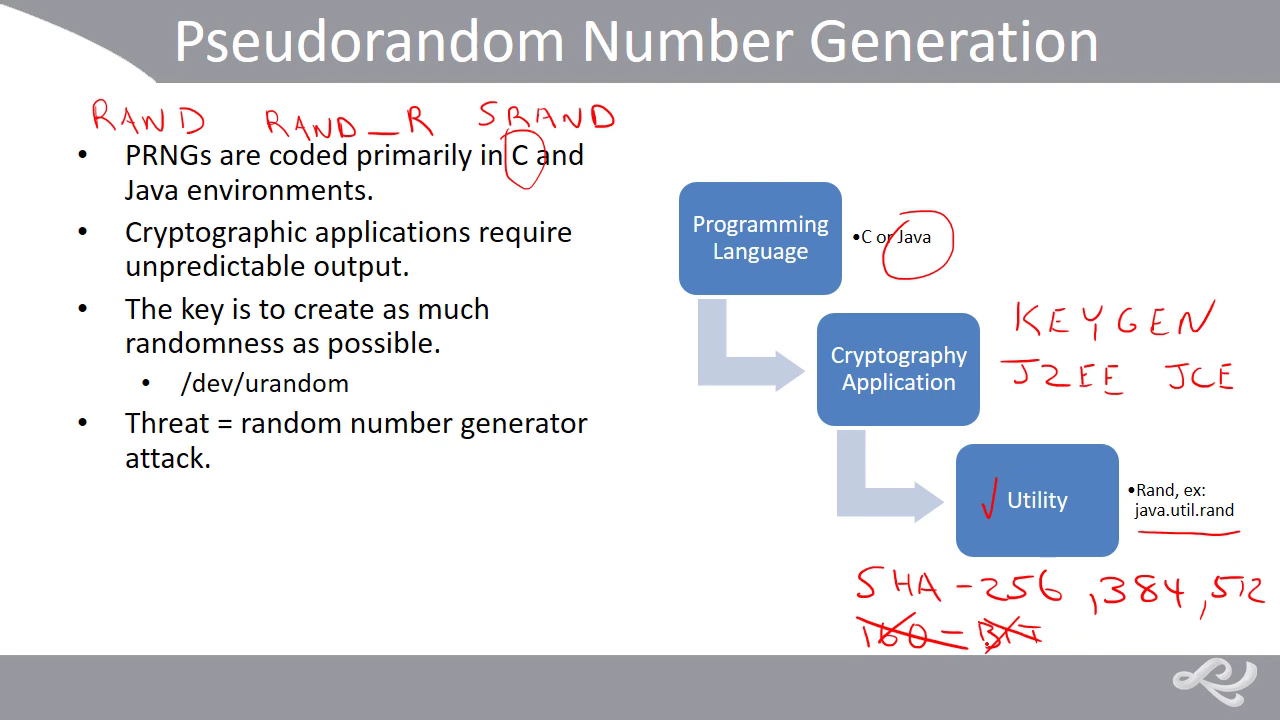 Pseudorandom Number Generation
RAND RAND_R SRAND
• PRNGs are coded primarily in C and
Java environments.
• Cryptographic applications require
unpredictable output.
• The key is to create as much
randomness as possible.
• /dev/urandom
• Threat = random number generator
attack.
Programming
Language
•C or Java
Cryptography
Application
KEYGEN
J2EE JCE
Utility
•Rand, ex:
java.util.rand
SHA-256, 384, 512
160-BIT